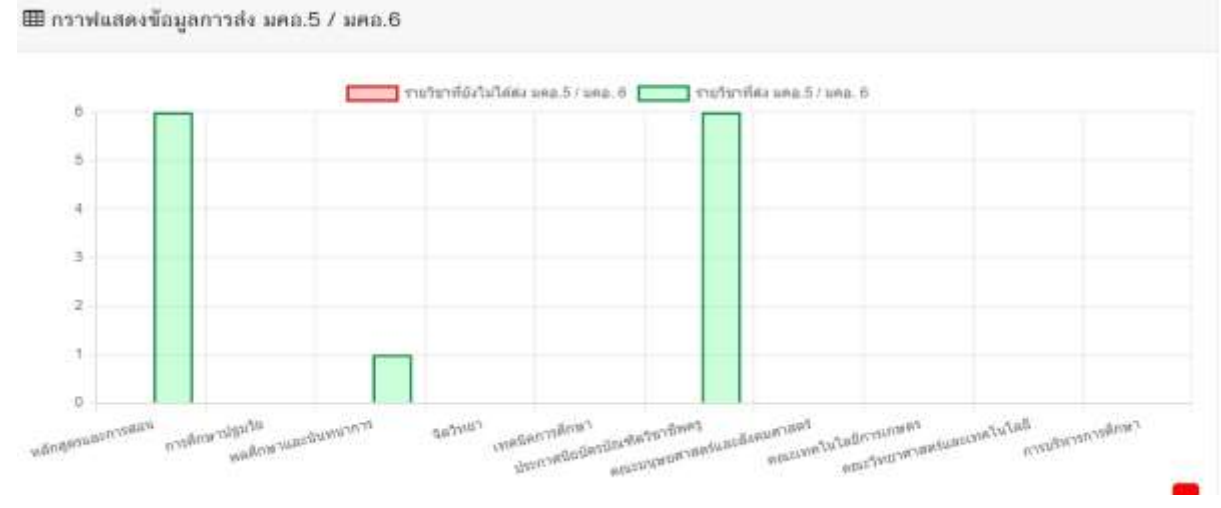 กราฟแสดงข้อมูลการส่ง มคอ.5 / มคอ.6
รายวิชาที่ยังไม่ได้ส่ง มคอ.5 / มคอ. 6 รายวิชาที่ส่ง มคอ.5 / มคอ. 6
6
5
4
3
2
1
0
หลักสูตรและการสอน
การศึกษาปฐมวัย
พลศึกษาและนันทนาการ
จิตวิทยา
เทคนิคการศึกษา
ประกาศนียบัตรบัณฑิตวิชาชีพครู
คณะมนุษยศาสตร์และสังคมศาสตร์
คณะเทคโนโลยีการเกษตร
คณะวิทยาศาสตร์และเทคโนโลยี
การบริหารการศึกษา